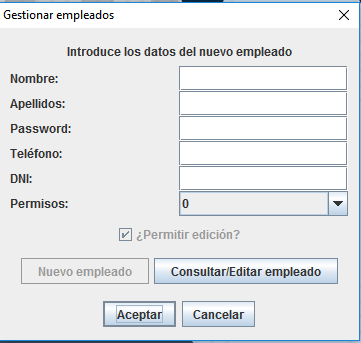 Gestionar empleados
Introduce los datos del nuevo empleado
Nombre:
Apellidos:
Password:
Teléfono:
DNI:
Permisos: 0
¿Permitir edición?
Nuevo empleado Consultar/Editar empleado
Aceptar Cancelar